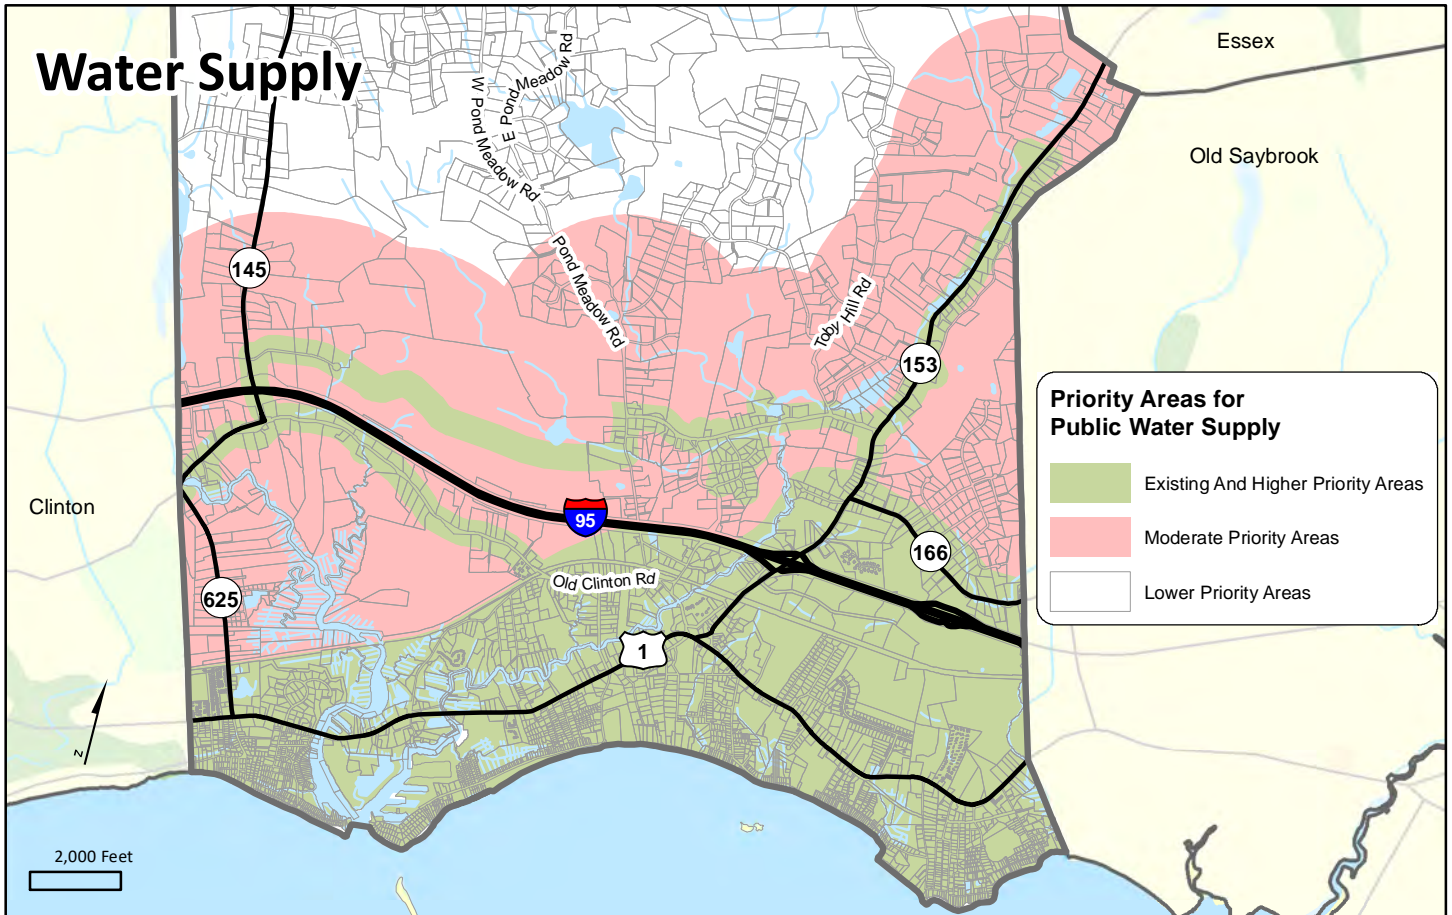 Water Supply
Essex
Old Saybrook
W Pond Meadow Rd
E Pond Meadow Rd
Pond Meadow Rd
Toby Hill Rd
145
153
Priority Areas for
Public Water Supply
Existing And Higher Priority Areas
Moderate Priority Areas
Lower Priority Areas
Clinton
95
166
Old Clinton Rd
625
1
z
2,000 Feet